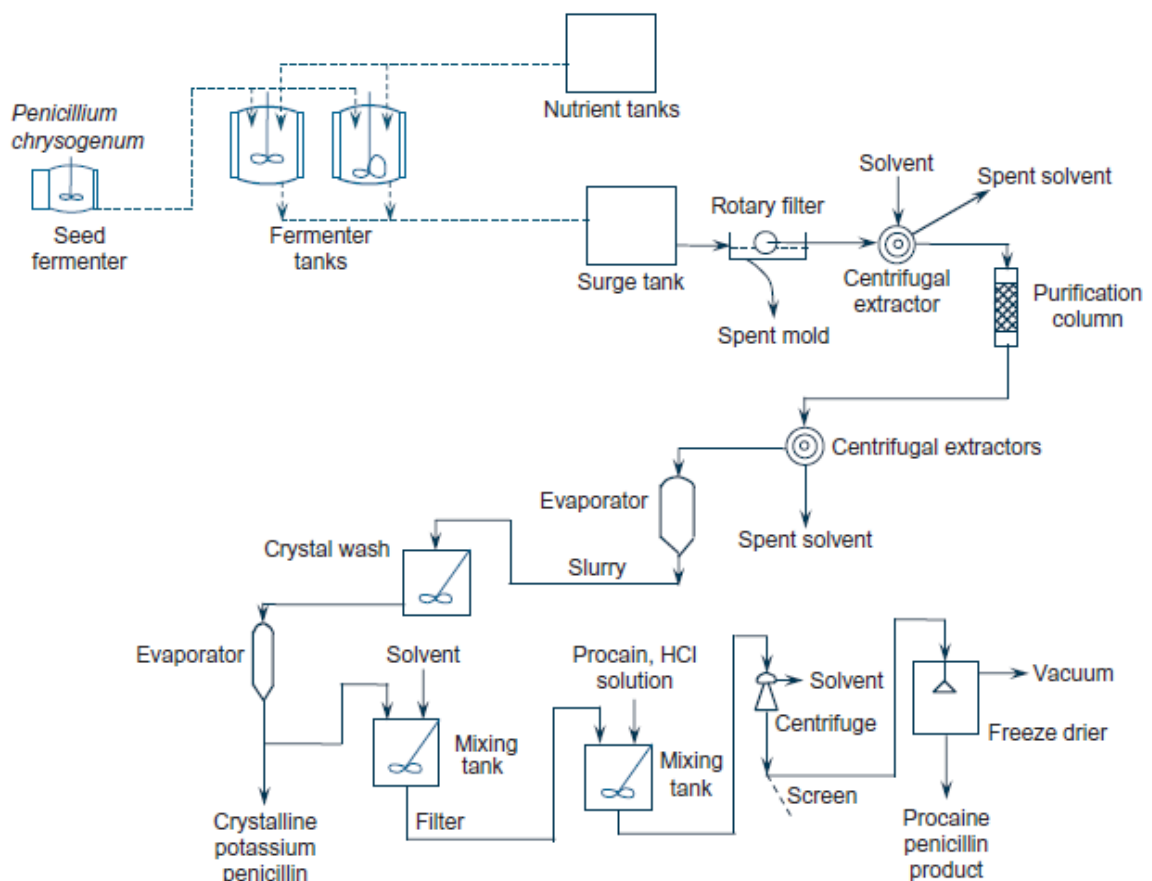 Nutrient tanks
Penicillium
chrysogenum
Seed
fermenter
Fermenter
tanks
Surge tank
Rotary filter
Spent mold
Solvent
Spent solvent
Centrifugal
extractor
Purification
column
Centrifugal extractors
Spent solvent
Evaporator
Slurry
Crystal wash
Evaporator
Crystalline
potassium
penicillin
Solvent
Mixing
tank
Filter
Procain, HCl
solution
Mixing
tank
Solvent
Centrifuge
Screen
Vacuum
Freeze drier
Procaine
penicillin
product